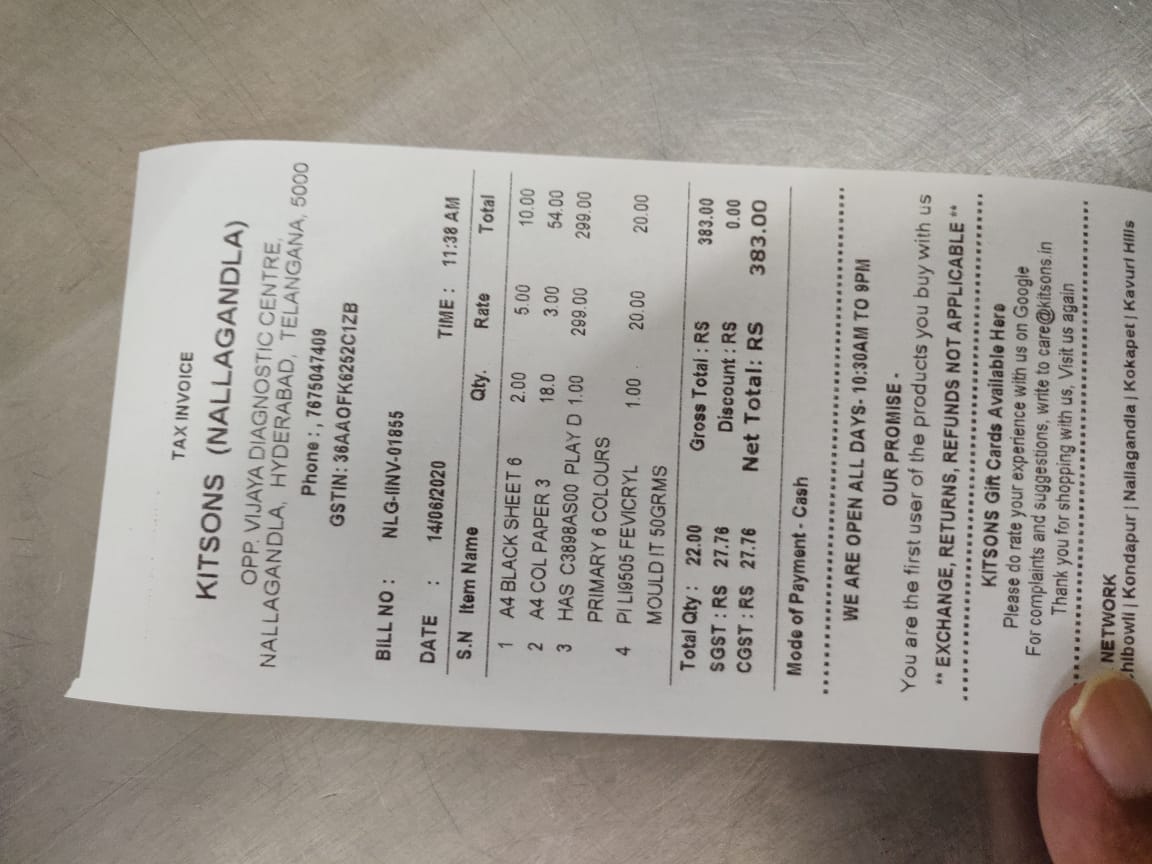 TAX INVOICE
KITSONS (NALLAGANDLA)
OPP. VIJAYA DIAGNOSTIC CENTRE,
NALLAGANDLA, HYDERABAD, TELANGANA, 5000
Phone : , 7675047409
GSTIN: 36AAOFK6252C1ZB
BILL NO : NLG-IINV-01855
DATE : 14/06/2020 TIME : 11:38 AM
S.N Item Name Qty. Rate Total
1 A4 BLACK SHEET 6 2.00 5.00 10.00
2 A4 COL PAPER 3 18.0 3.00 54.00
3 HAS C3898AS00 PLAY D 1.00 299.00 299.00
PRIMARY 6 COLOURS
4 PI LI9505 FEVICRYL 1.00 20.00 20.00
MOULD IT 50GRMS
Total Qty : 22.00 Gross Total : RS 383.00
SGST : RS 27.76 Discount : RS 0.00
CGST : RS 27.76 Net Total: RS 383.00
Mode of Payment - Cash
WE ARE OPEN ALL DAYS- 10:30AM TO 9PM
OUR PROMISE -
You are the first user of the products you buy with us
** EXCHANGE, RETURNS, REFUNDS NOT APPLICABLE **
KITSONS Gift Cards Available Here
Please do rate your experience with us on Google
For complaints and suggestions, write to care@kitsons.in
Thank you for shopping with us, Visit us again
NETWORK
| Kondapur | Nallagandla | Kokapet | Kavuri Hills